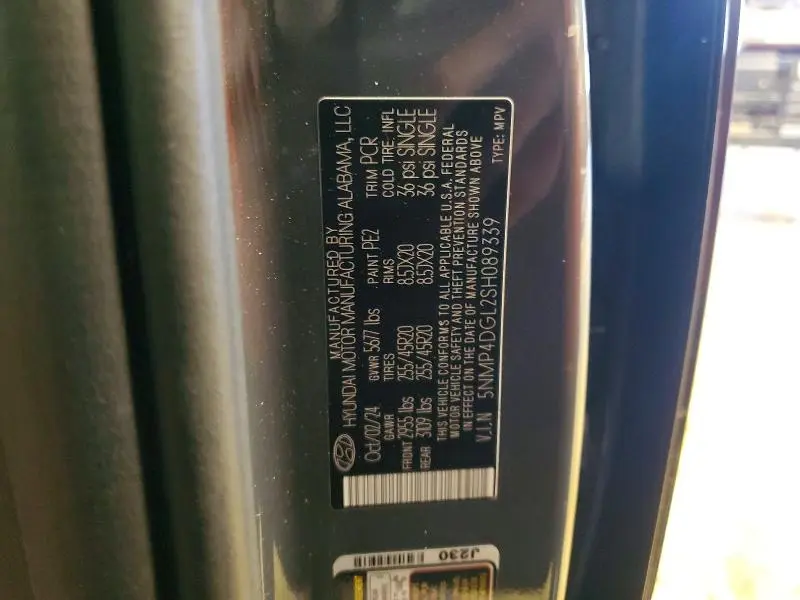 MANUFACTURED BY
HYUNDAI MOTOR MANUFACTURING ALABAMA, LLC
Oct/02/24 GVWR 5677 lbs PAINT PE2 TRIM PCR
GAWR TIRES RIMS COLD TIRE. INFL
FRONT 2955 lbs 255/45R20 8.5JX20 36 psi SINGLE
REAR 3109 lbs 255/45R20 8.5JX20 36 psi SINGLE
THIS VEHICLE CONFORMS TO ALL APPLICABLE U.S.A. FEDERAL
MOTOR VEHICLE SAFETY AND THEFT PREVENTION STANDARDS
IN EFFECT ON THE DATE OF MANUFACTURE SHOWN ABOVE
V.I.N 5NMP4DGL2SH089339 TYPE: MPV
J230